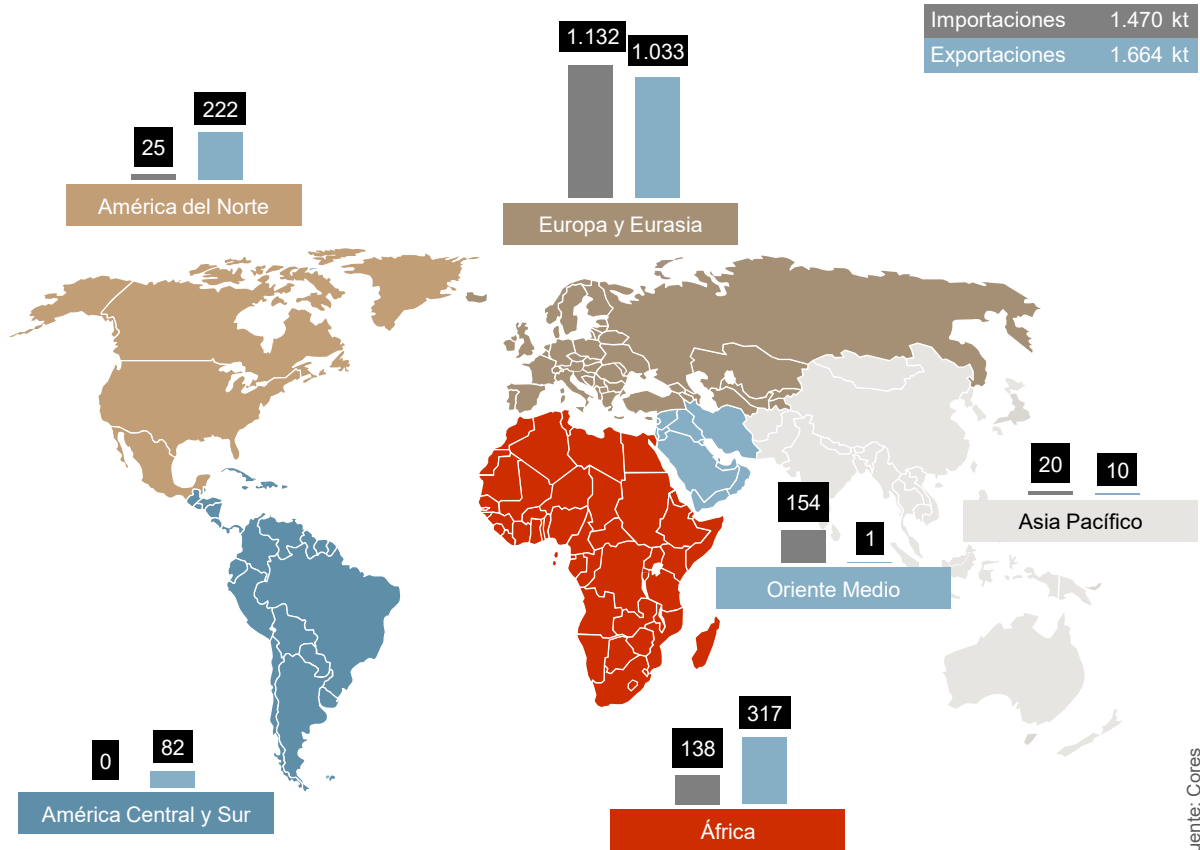 Importaciones 1.470 kt
Exportaciones 1.664 kt
1.132 1.033
Europa y Eurasia
25 222
América del Norte
20 10
Asia Pacífico
154 1
Oriente Medio
138 317
África
0 82
América Central y Sur
uente: Cores